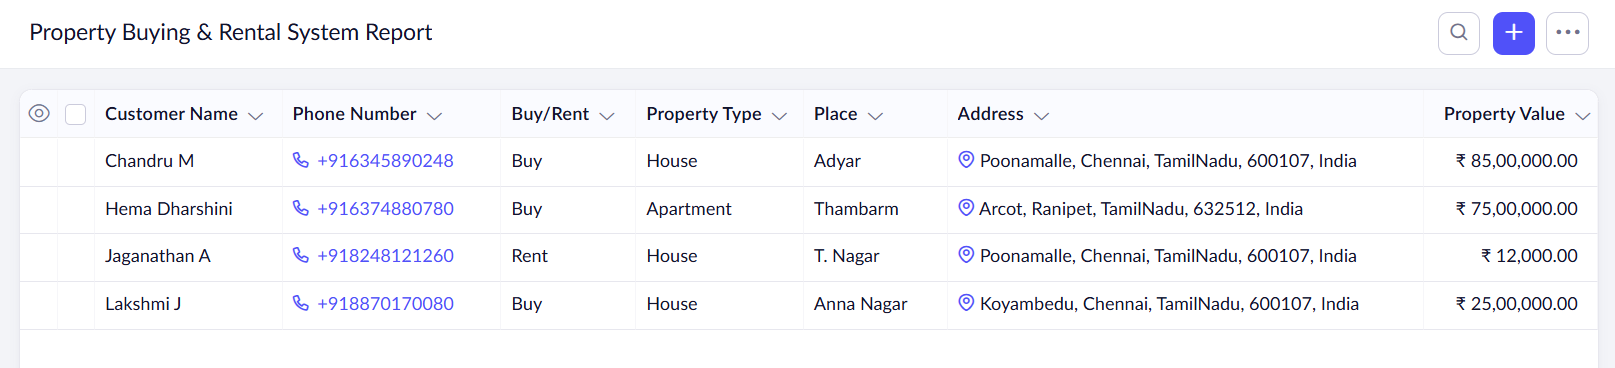 Property Buying & Rental System Report
Customer Name Phone Number Buy/Rent Property Type Place Address Property Value
Chandru M +916345890248 Buy House Adyar Poonamalle, Chennai, TamilNadu, 600107, India ₹ 85,00,000.00
Hema Dharshini +916374880780 Buy Apartment Thambarm Arcot, Ranipet, TamilNadu, 632512, India ₹ 75,00,000.00
Jaganathan A +918248121260 Rent House T. Nagar Poonamalle, Chennai, TamilNadu, 600107, India ₹ 12,000.00
Lakshmi J +918870170080 Buy House Anna Nagar Koyambedu, Chennai, TamilNadu, 600107, India ₹ 25,00,000.00